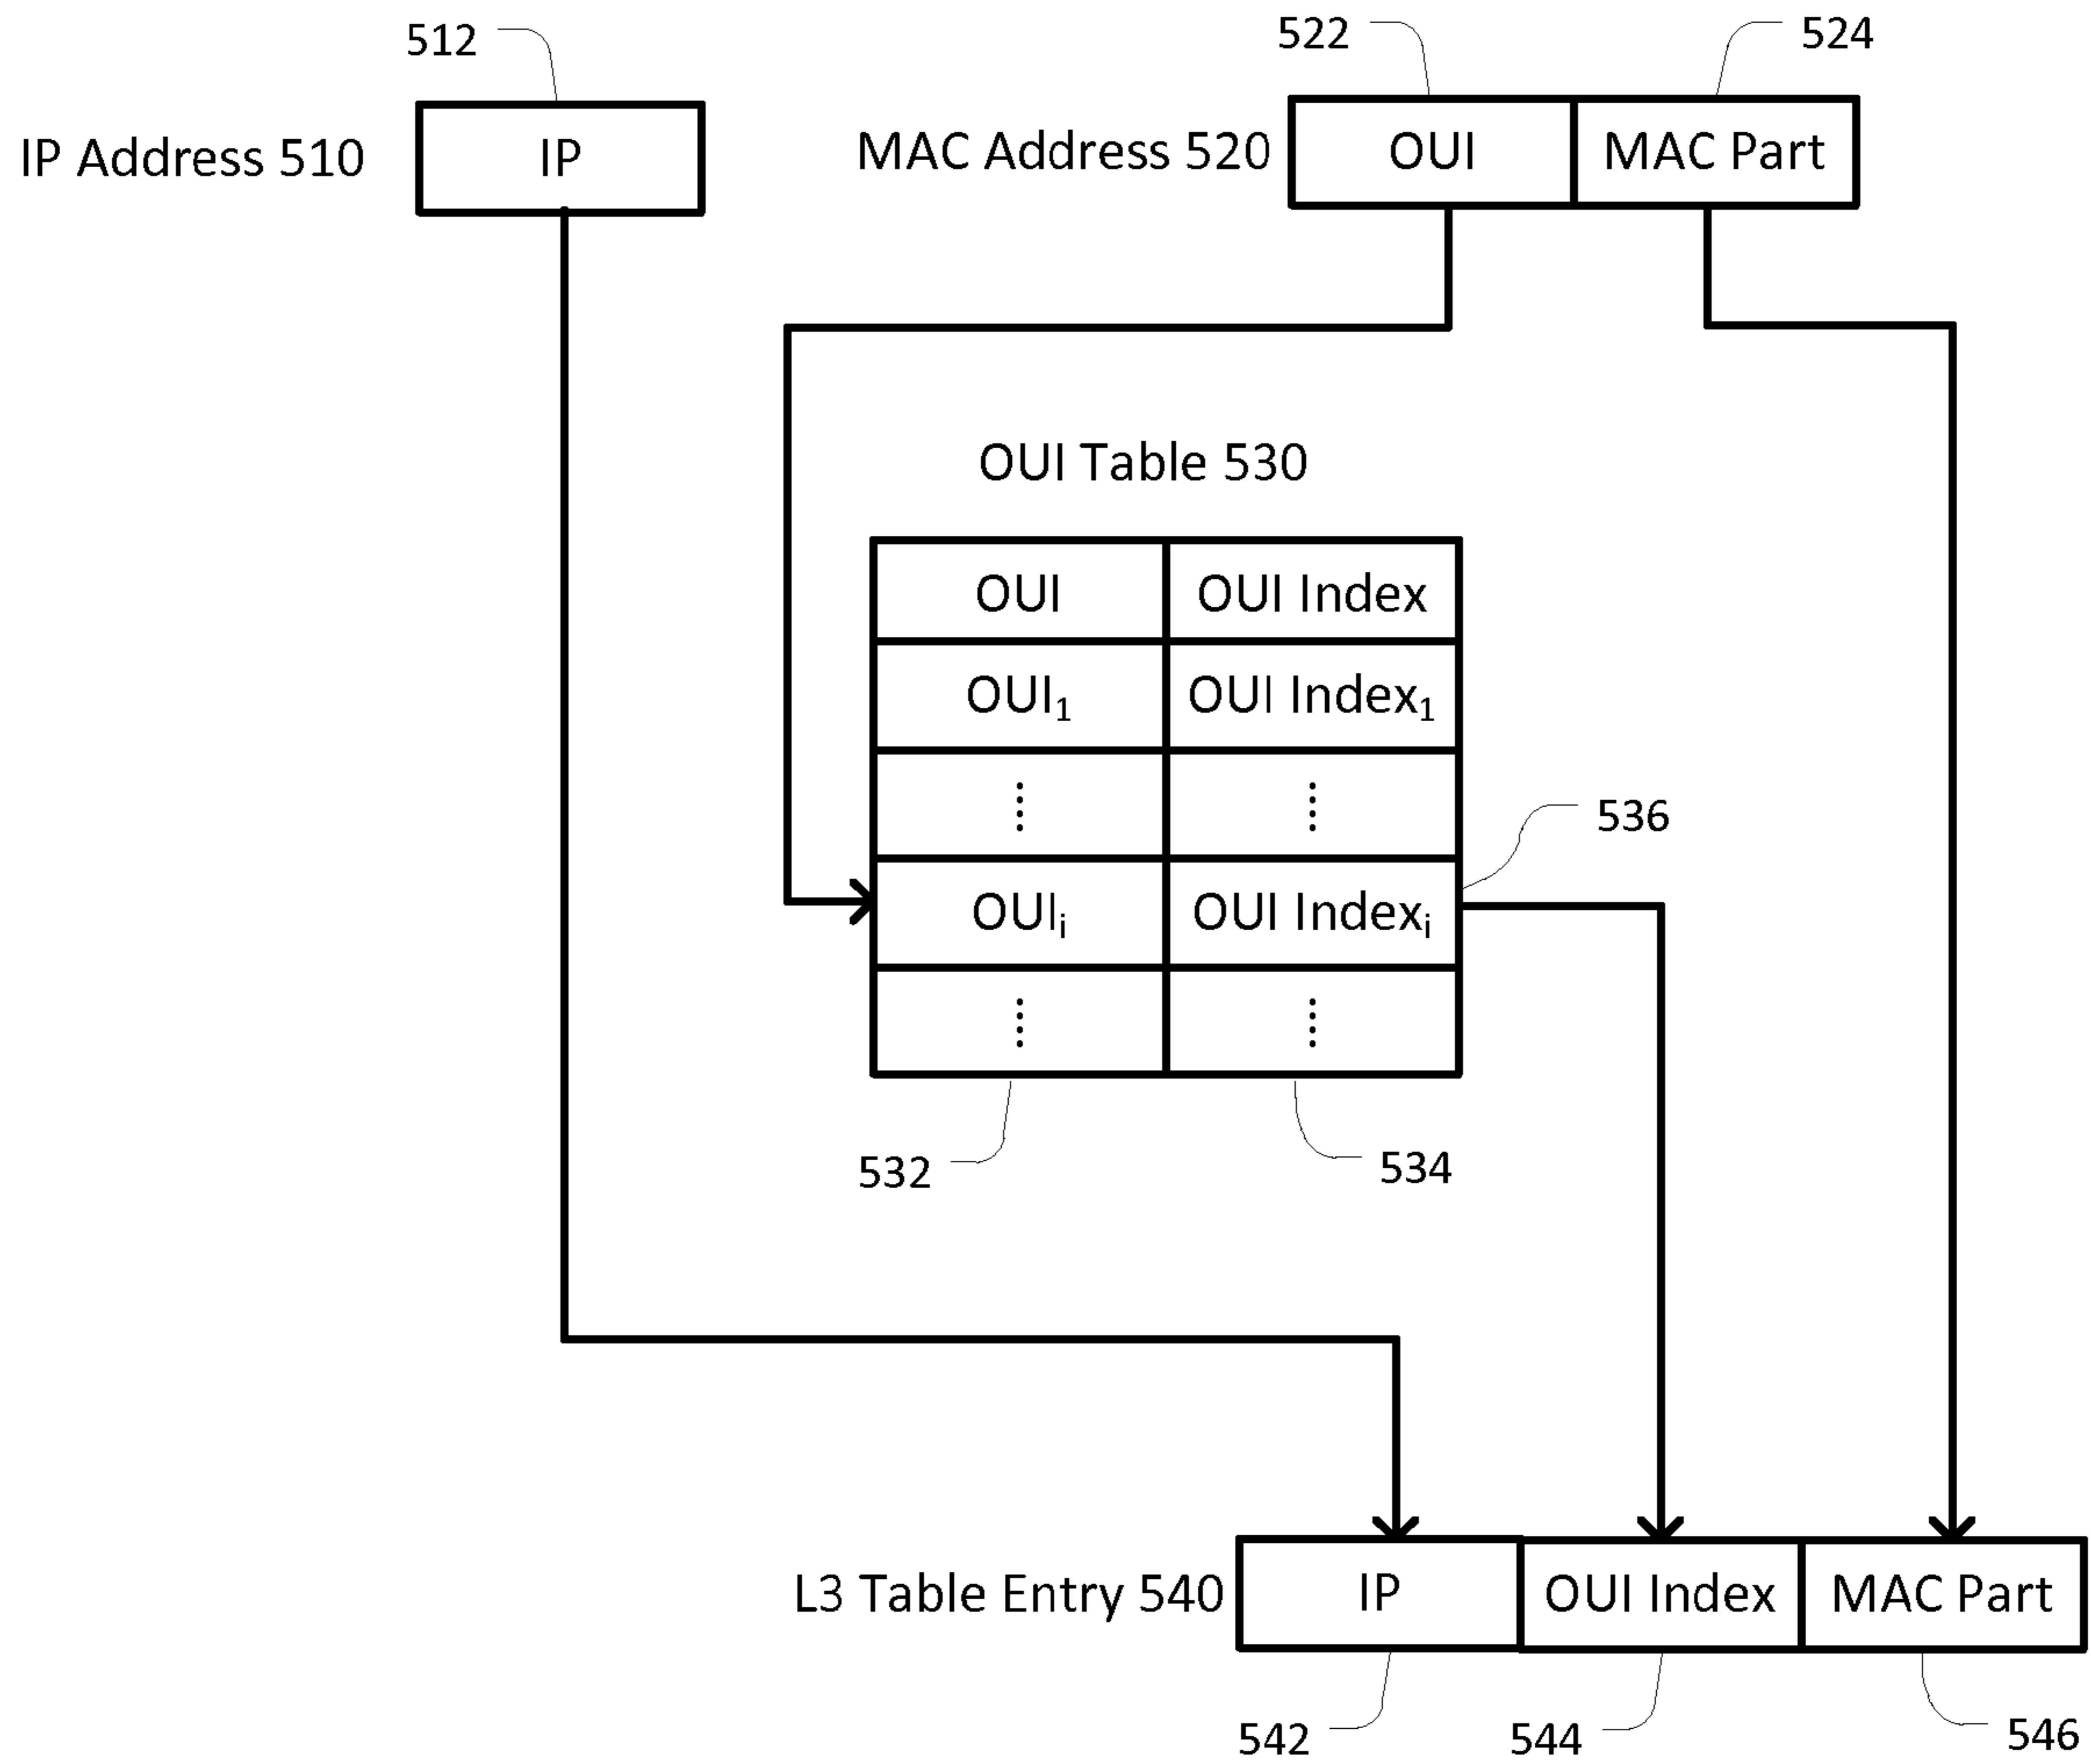 512
522
524
IP Address 510
IP
MAC Address 520
OUI
MAC Part
OUI Table 530
OUI
OUI Index
OUI₁
OUI Index₁
536
OUIᵢ
OUI Indexᵢ
532
534
L3 Table Entry 540
IP
OUI Index
MAC Part
542
544
546